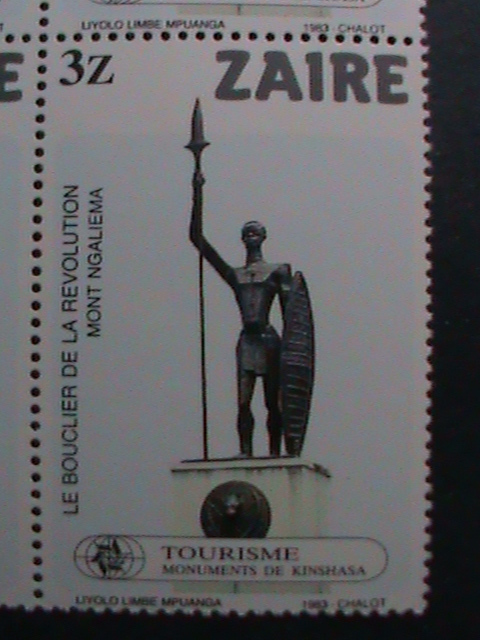 LIYOLO LIMBE MPUANGA 1983 · CHALOT
3Z ZAIRE
LE BOUCLIER DE LA REVOLUTION
MONT NGALIEMA
TOURISME
MONUMENTS DE KINSHASA
LIYOLO LIMBE MPUANGA 1983 · CHALOT